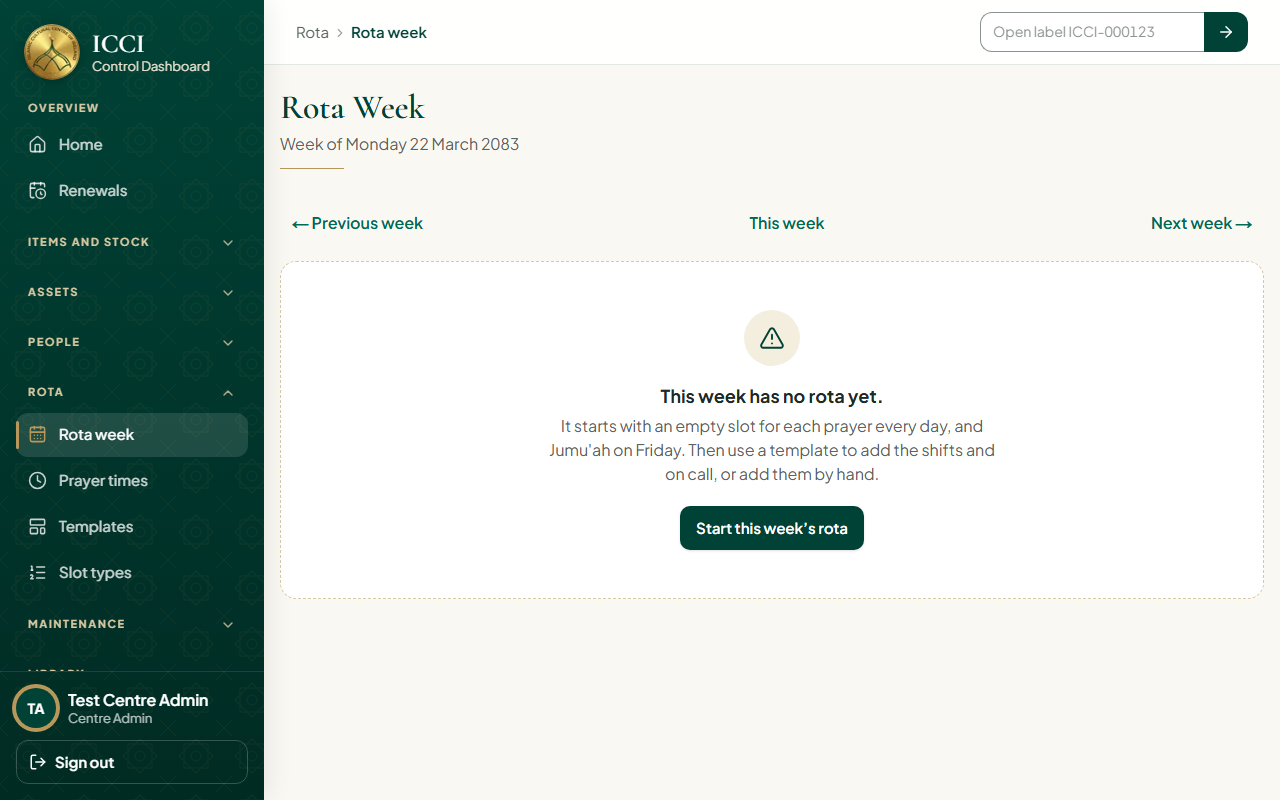 ICCI
Control Dashboard
OVERVIEW
Home
Renewals
ITEMS AND STOCK
ASSETS
PEOPLE
ROTA
Rota week
Prayer times
Templates
Slot types
MAINTENANCE
TA
Test Centre Admin
Centre Admin
Sign out
Rota › Rota week
Open label ICCI-000123
Rota Week
Week of Monday 22 March 2083
← Previous week
This week
Next week →
This week has no rota yet.
It starts with an empty slot for each prayer every day, and
Jumu'ah on Friday. Then use a template to add the shifts and
on call, or add them by hand.
Start this week’s rota